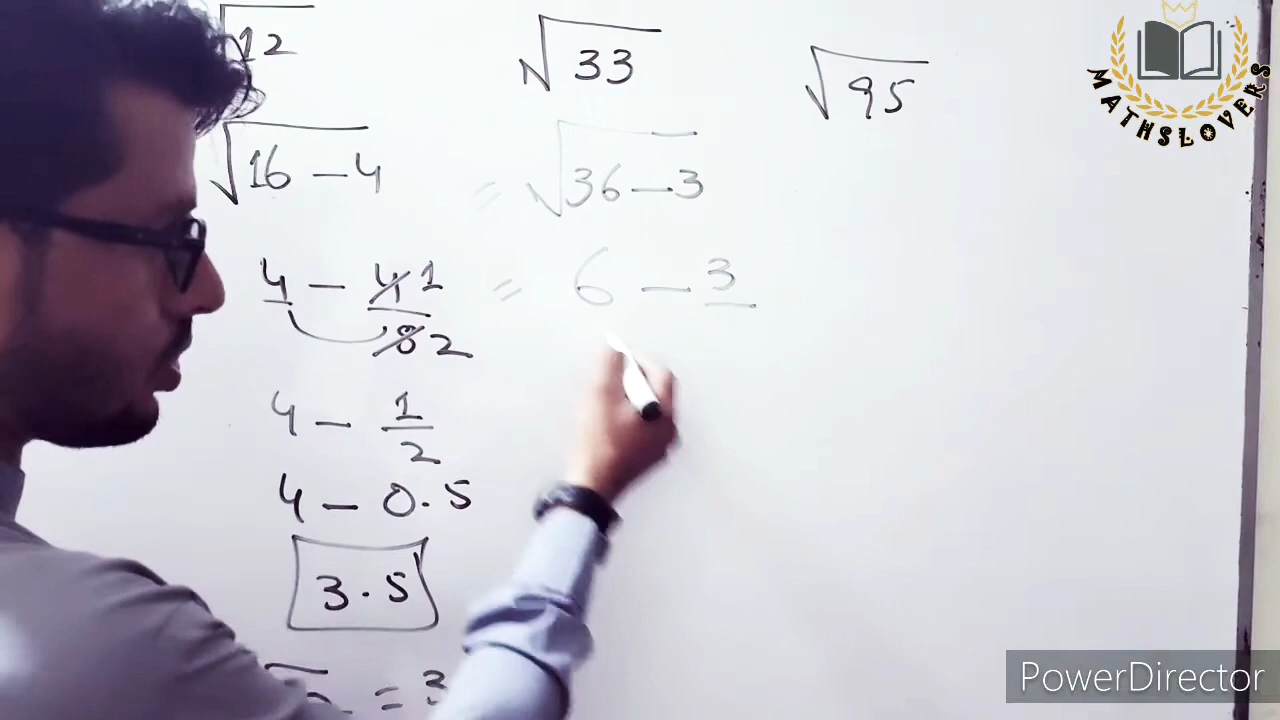 √12
√16 – 4
4 – 4 1
8 2
4 – 1/2
4 – 0.5
3.5
= 3
√33
= √36 – 3
= 6 – 3
√95
MATHSLOVERS
PowerDirector